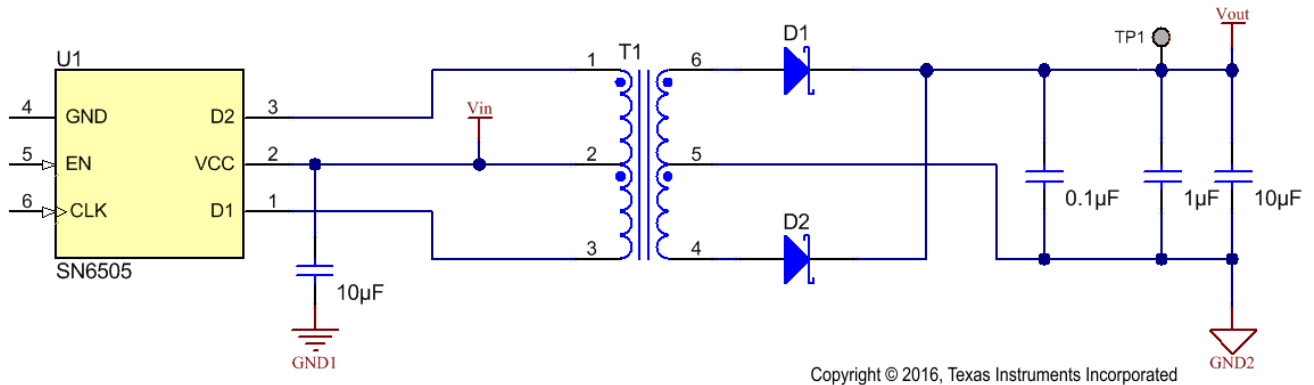 U1
4 GND
5 EN
6 CLK
D2 3
VCC 2
D1 1
SN6505
10µF
GND1
Vin
T1
1
2
3
6
5
4
D1
D2
0.1µF
TP1
1µF
Vout
10µF
GND2
Copyright © 2016, Texas Instruments Incorporated